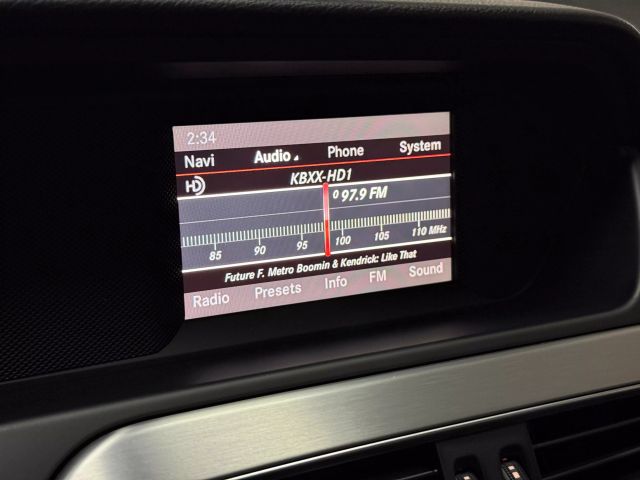 2:34
Navi Audio Phone System
HD KBXX-HD1
0 97.9 FM
85 90 95 100 105 110 MHz
Future F. Metro Boomin & Kendrick: Like That
Radio Presets Info FM Sound